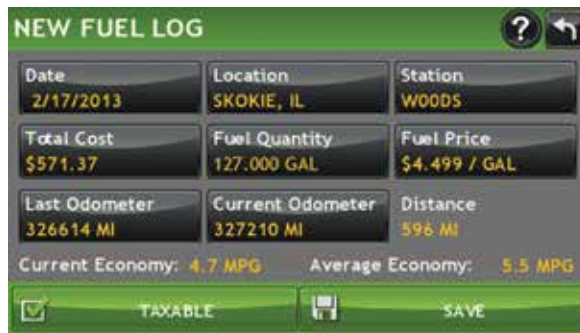 NEW FUEL LOG ?
Date Location Station
2/17/2013 SKOKIE, IL WOODS
Total Cost Fuel Quantity Fuel Price
$571.37 127.000 GAL $4.499 / GAL
Last Odometer Current Odometer Distance
326614 MI 327210 MI 596 MI
Current Economy: 4.7 MPG Average Economy: 5.5 MPG
TAXABLE SAVE